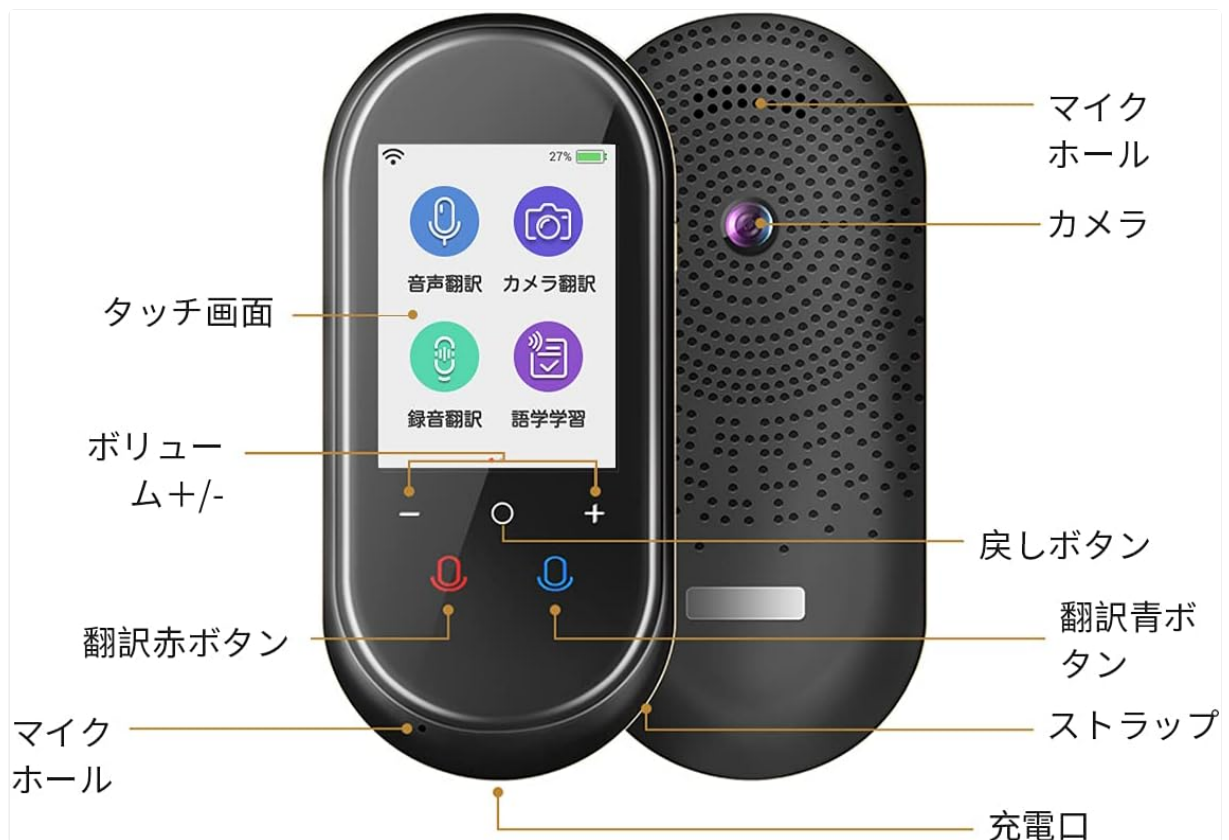 27%
音声翻訳
カメラ翻訳
録音翻訳
語学学習
タッチ画面
ボリュー
ム+/-
翻訳赤ボタン
マイク
ホール
マイク
ホール
カメラ
戻しボタン
翻訳青ボ
タン
ストラップ
充電口